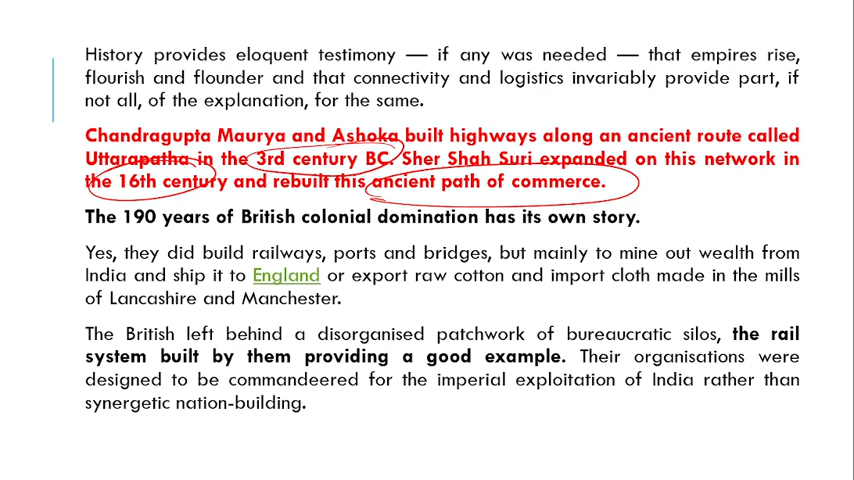 History provides eloquent testimony — if any was needed — that empires rise,
flourish and flounder and that connectivity and logistics invariably provide part, if
not all, of the explanation, for the same.
Chandragupta Maurya and Ashoka built highways along an ancient route called
Uttarapatha in the 3rd century BC. Sher Shah Suri expanded on this network in
the 16th century and rebuilt this ancient path of commerce.
The 190 years of British colonial domination has its own story.
Yes, they did build railways, ports and bridges, but mainly to mine out wealth from
India and ship it to England or export raw cotton and import cloth made in the mills
of Lancashire and Manchester.
The British left behind a disorganised patchwork of bureaucratic silos, the rail
system built by them providing a good example. Their organisations were
designed to be commandeered for the imperial exploitation of India rather than
synergetic nation-building.